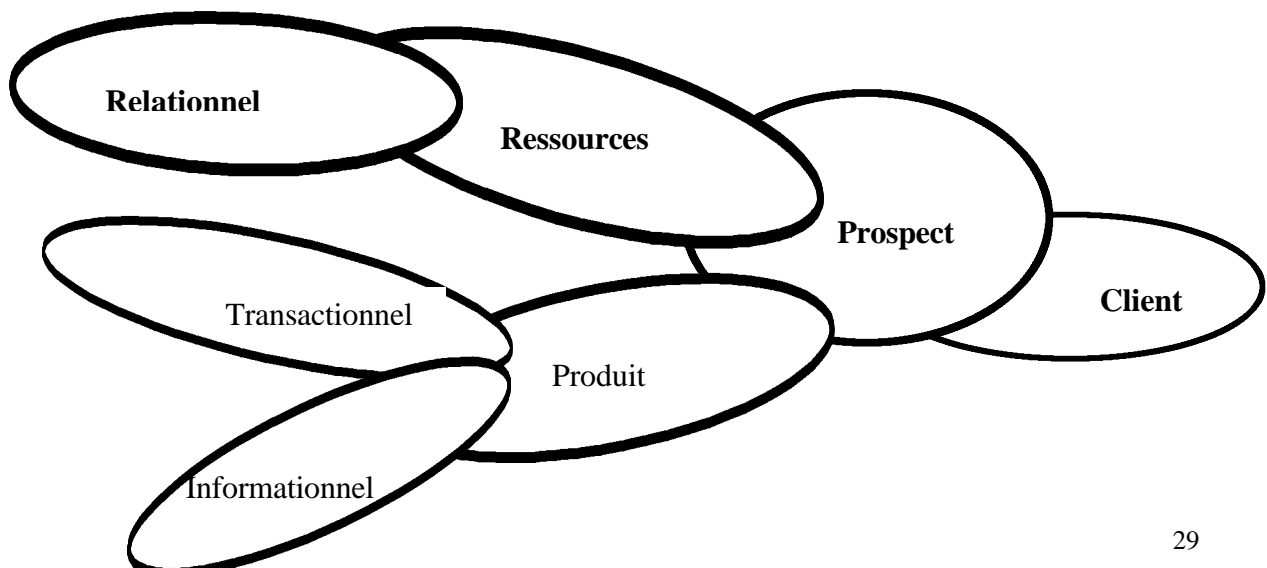 Relationnel
Ressources
Prospect
Client
Transactionnel
Produit
Informationnel
29